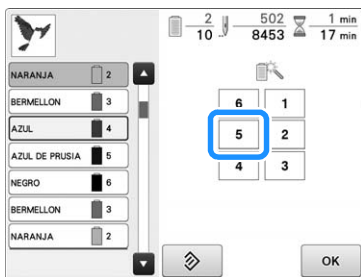 2
10
502
8453
1 min
17 min
NARANJA 2
BERMELLON 3
AZUL 4
AZUL DE PRUSIA 5
NEGRO 6
BERMELLON 3
NARANJA 2
6 1
5 2
4 3
OK